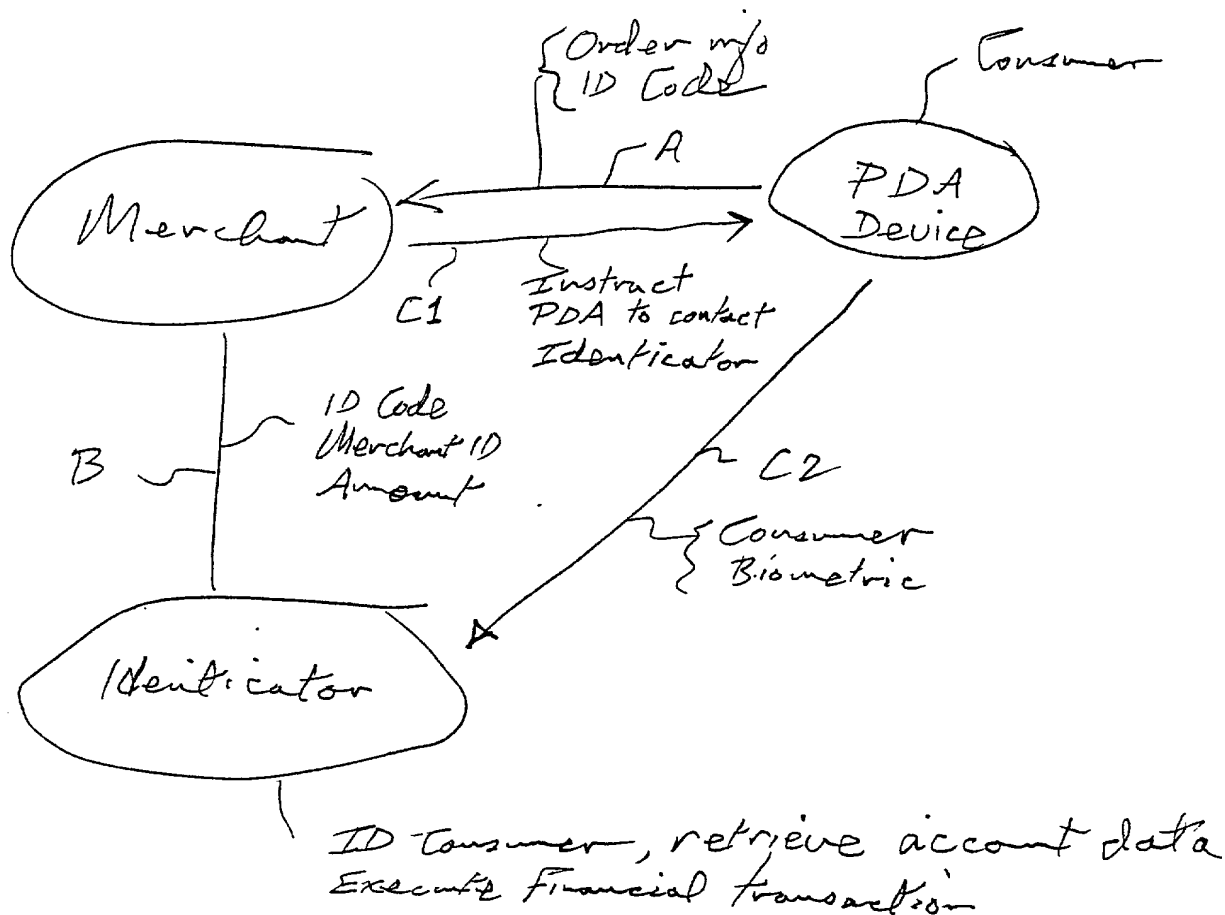 Order w/o
ID Code
Consumer
A
PDA
Device
Merchant
C1
Instruct
PDA to contact
Identicator
ID Code
Merchant ID
Amount
B
C2
Consumer
Biometric
Identicator
ID Consumer, retrieve account data
Execute Financial transaction